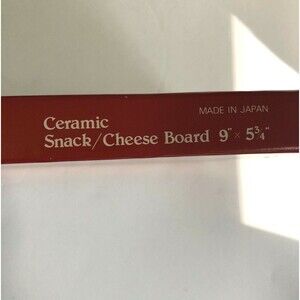 Ceramic
MADE IN JAPAN
Snack/Cheese Board 9" × 5¾"